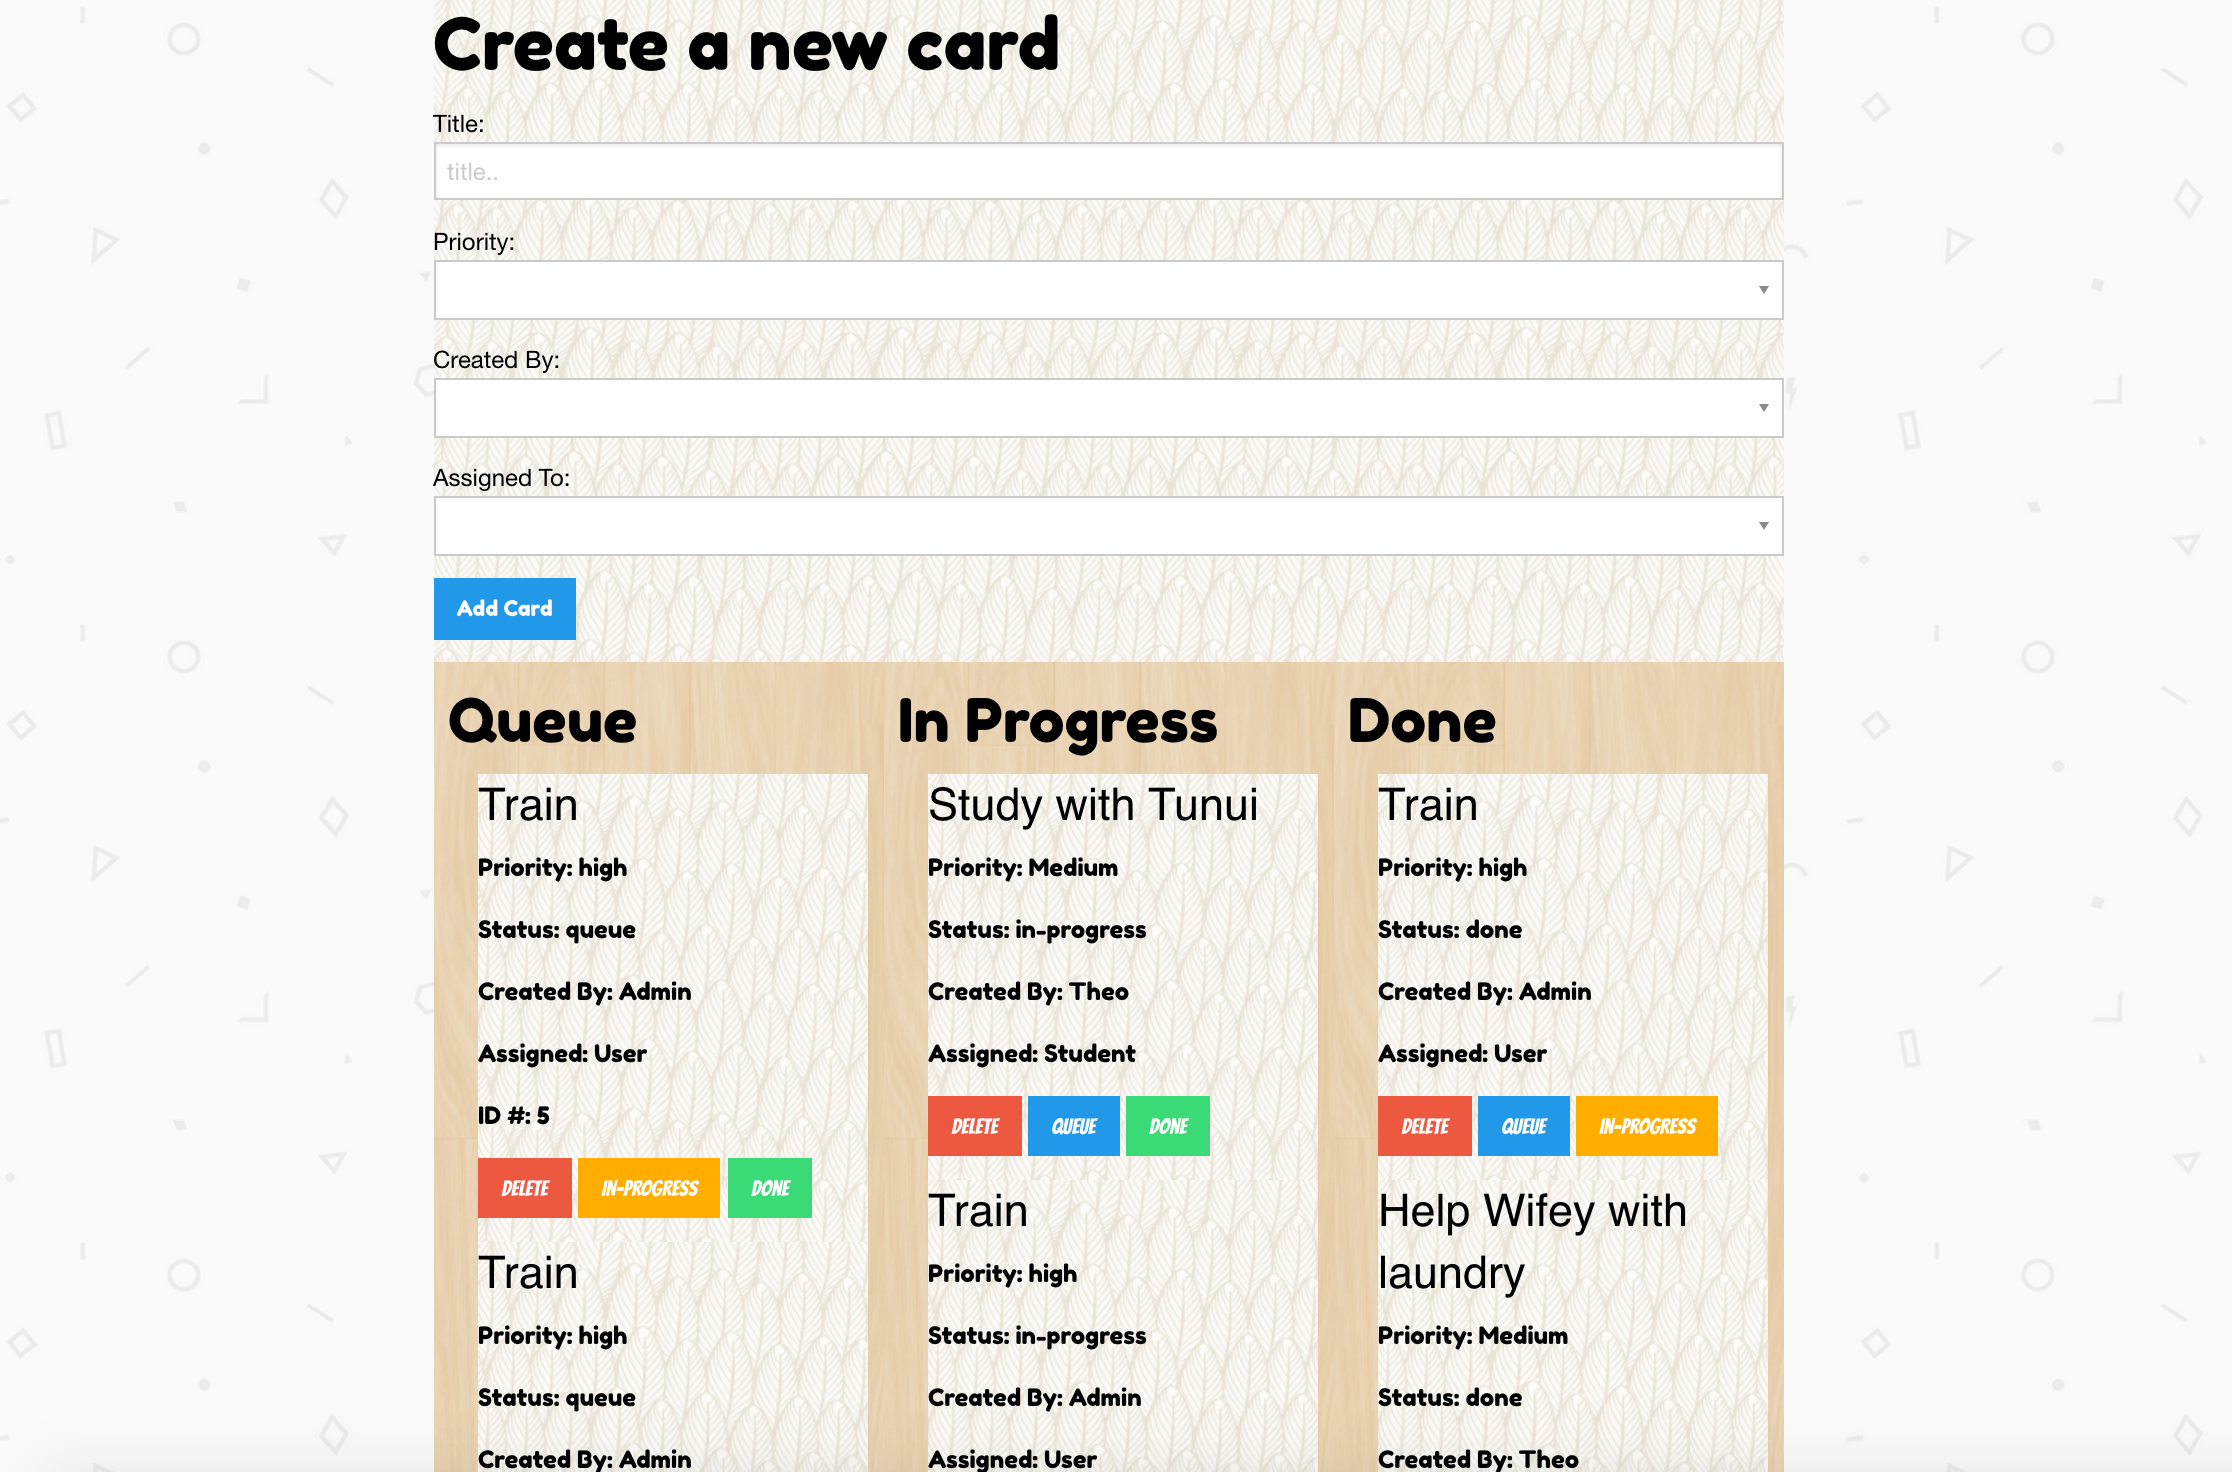 Create a new card
Title:
title..
Priority:
Created By:
Assigned To:
Add Card
Queue
Train
Priority: high
Status: queue
Created By: Admin
Assigned: User
ID #: 5
DELETE
IN-PROGRESS
DONE
Train
Priority: high
Status: queue
Created By: Admin
In Progress
Study with Tunui
Priority: Medium
Status: in-progress
Created By: Theo
Assigned: Student
DELETE
QUEUE
DONE
Train
Priority: high
Status: in-progress
Created By: Admin
Assigned: User
Done
Train
Priority: high
Status: done
Created By: Admin
Assigned: User
DELETE
QUEUE
IN-PROGRESS
Help Wifey with
laundry
Priority: Medium
Status: done
Created By: Theo